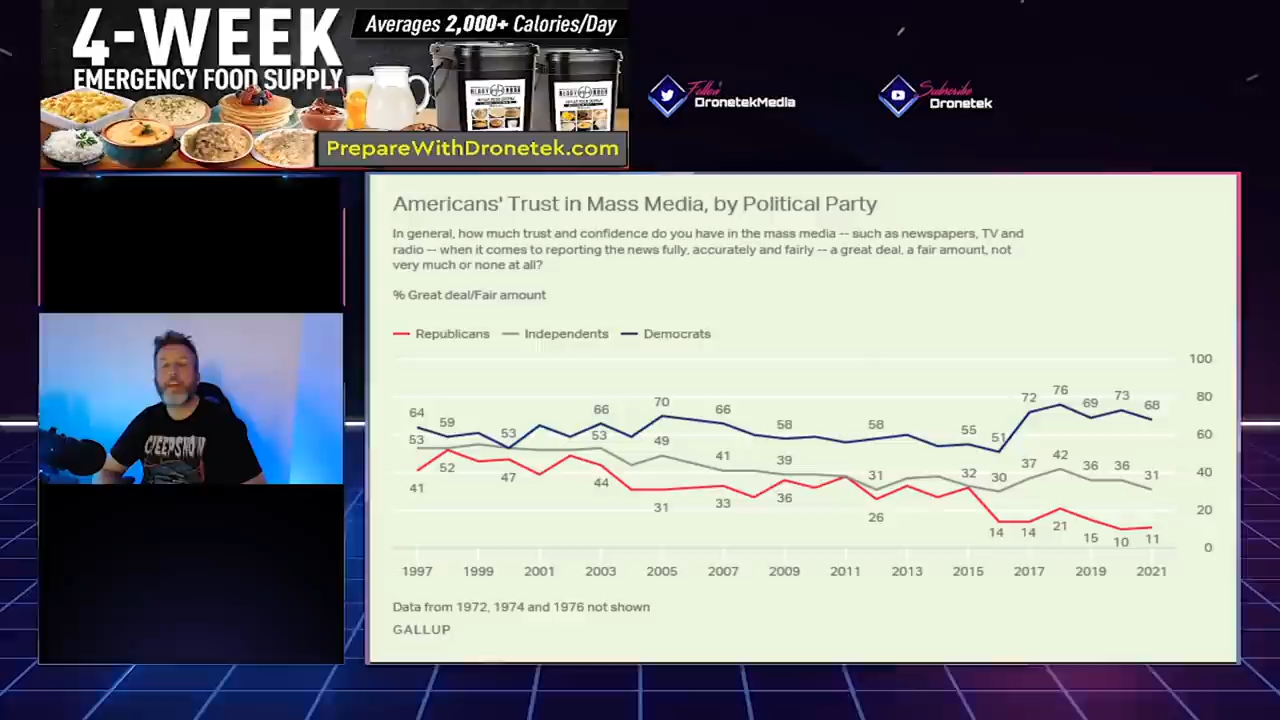 4-WEEK
EMERGENCY FOOD SUPPLY
Averages 2,000+ Calories/Day
PrepareWithDronetek.com
Follow
DronetekMedia
Subscribe
Dronetek
CREEPSHOW
Americans' Trust in Mass Media, by Political Party
In general, how much trust and confidence do you have in the mass media -- such as newspapers, TV and
radio -- when it comes to reporting the news fully, accurately and fairly -- a great deal, a fair amount, not
very much or none at all?
% Great deal/Fair amount
Republicans Independents Democrats
100
80
60
40
20
0
64 59 53 66 70 66 58 58 55 51 72 76 69 73 68
53 53 49 41 39 31 32 30 37 42 36 36 31
41 52 47 44 31 33 36 26 14 14 21 15 10 11
1997 1999 2001 2003 2005 2007 2009 2011 2013 2015 2017 2019 2021
Data from 1972, 1974 and 1976 not shown
GALLUP